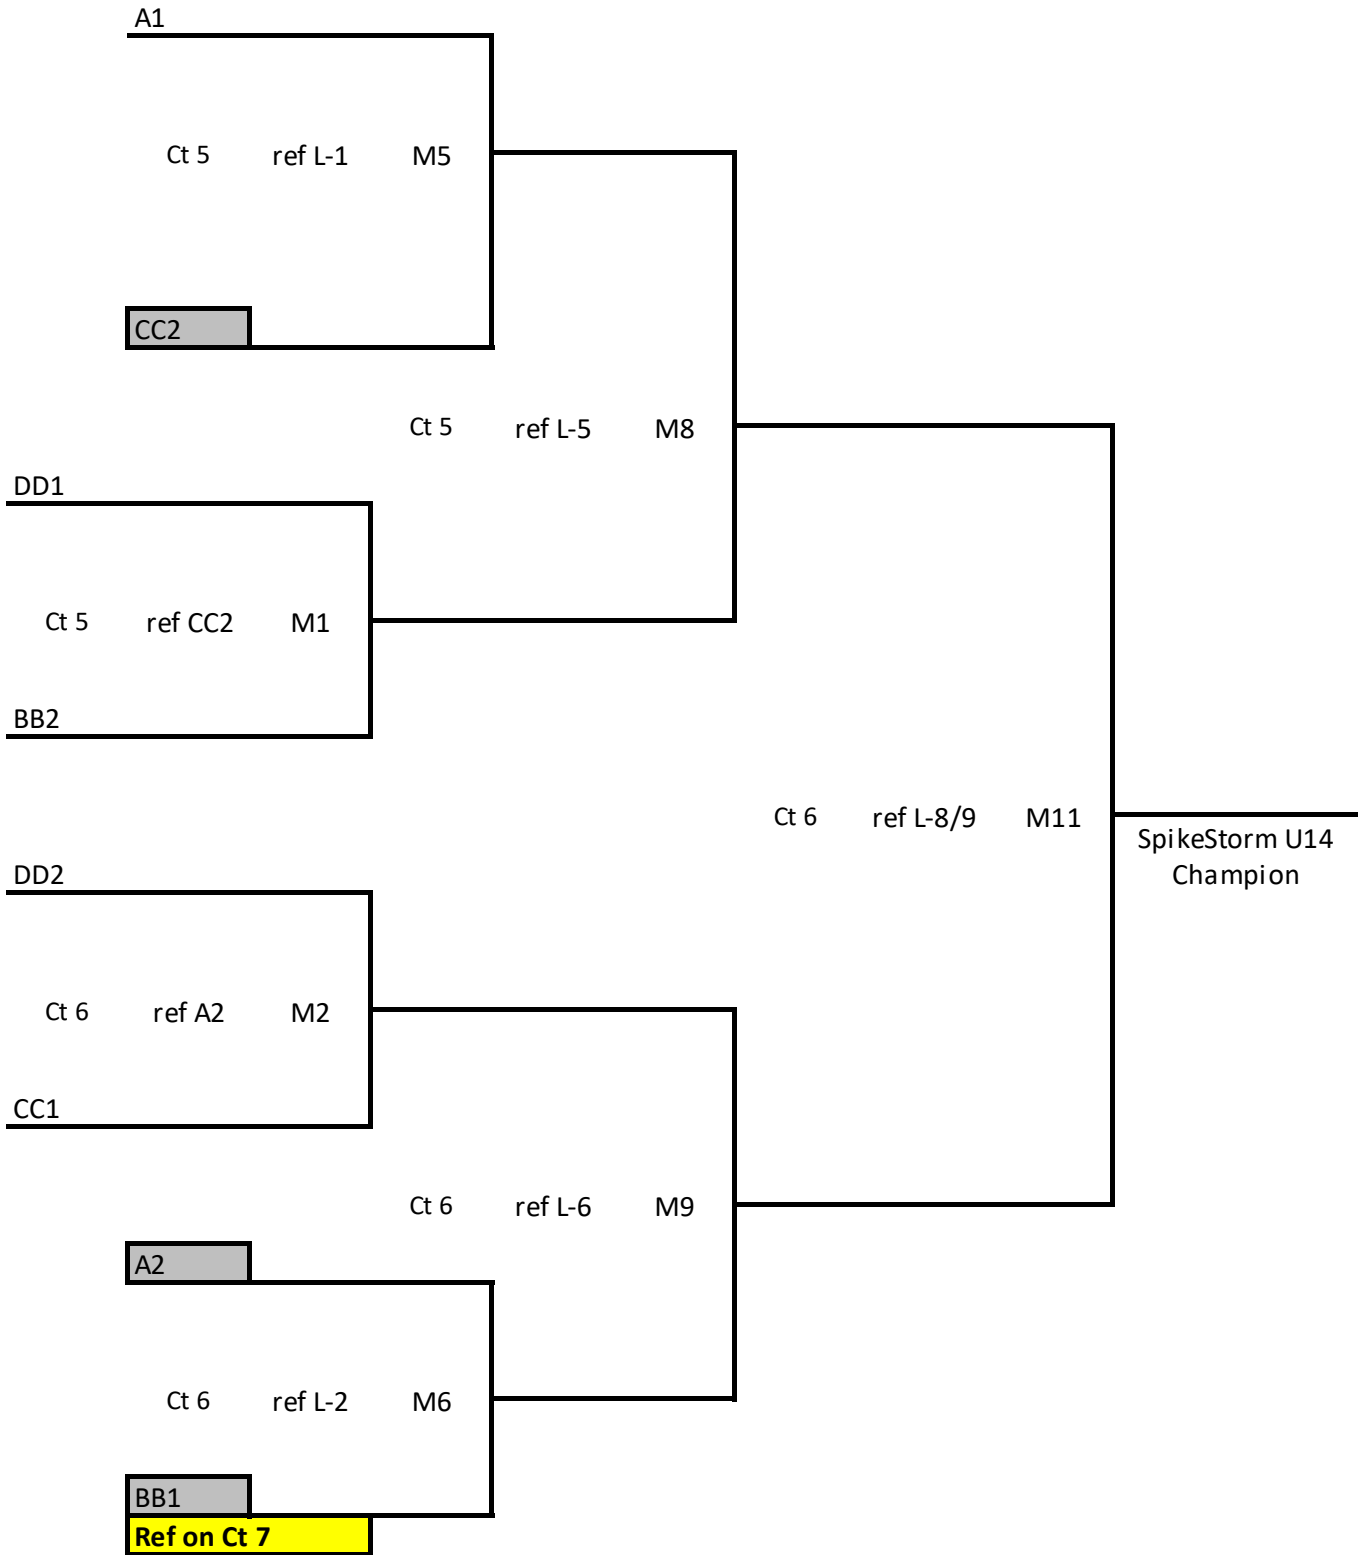 A1
Ct 5 ref L-1 M5
CC2
Ct 5 ref L-5 M8
DD1
Ct 5 ref CC2 M1
BB2
Ct 6 ref L-8/9 M11
SpikeStorm U14
Champion
DD2
Ct 6 ref A2 M2
CC1
Ct 6 ref L-6 M9
A2
Ct 6 ref L-2 M6
BB1
Ref on Ct 7